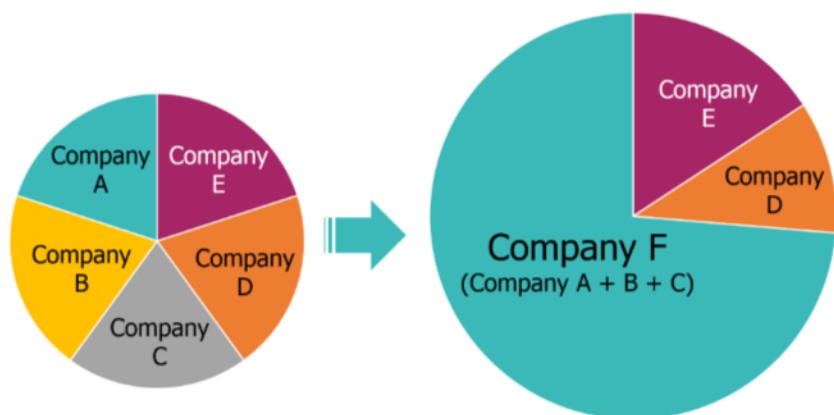 Company
A
Company
E
Company
B
Company
D
Company
C
Company
E
Company
D
Company F
(Company A + B + C)